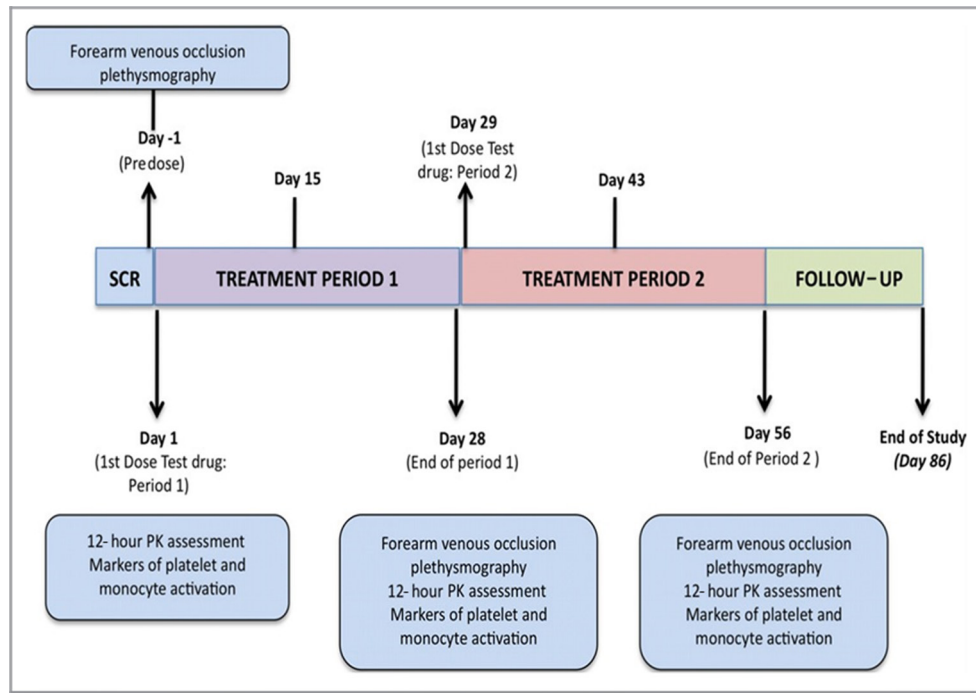 Forearm venous occlusion
plethysmography
Day -1
(Predose)
Day 15
Day 29
(1st Dose Test
drug: Period 2)
Day 43
SCR
TREATMENT PERIOD 1
TREATMENT PERIOD 2
FOLLOW-UP
Day 1
(1st Dose Test drug:
Period 1)
Day 28
(End of period 1)
Day 56
(End of Period 2 )
End of Study
(Day 86)
12- hour PK assessment
Markers of platelet and
monocyte activation
Forearm venous occlusion
plethysmography
12- hour PK assessment
Markers of platelet and
monocyte activation
Forearm venous occlusion
plethysmography
12- hour PK assessment
Markers of platelet and
monocyte activation